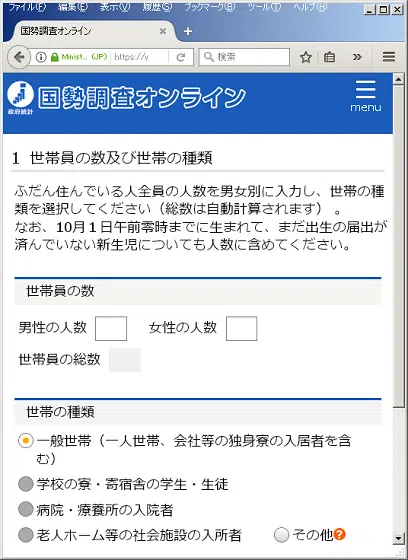 ファイル(F) 編集(E) 表示(V) 履歴(S) ブックマーク(B) ツール(T) ヘルプ(H)
国勢調査オンライン
Minist.. (JP) https://v 検索
国勢調査オンライン
政府統計
menu
1 世帯員の数及び世帯の種類
ふだん住んでいる人全員の人数を男女別に入力し、世帯の種
類を選択してください（総数は自動計算されます） 。
なお、10月１日午前零時までに生まれて、まだ出生の届出が
済んでいない新生児についても人数に含めてください。
世帯員の数
男性の人数 女性の人数
世帯員の総数
世帯の種類
一般世帯（一人世帯、会社等の独身寮の入居者を含
む）
学校の寮・寄宿舎の学生・生徒
病院・療養所の入院者
老人ホーム等の社会施設の入所者 その他?